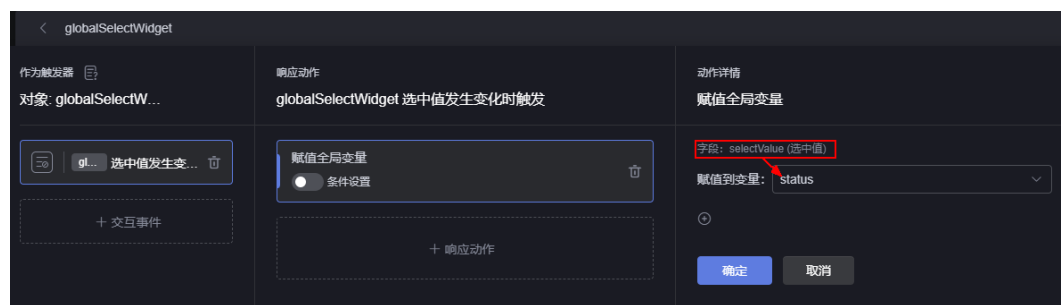 globalSelectWidget
作为触发器
对象: globalSelectW...
gl... 选中值发生变...
+ 交互事件
响应动作
globalSelectWidget 选中值发生变化时触发
赋值全局变量
条件设置
+ 响应动作
动作详情
赋值全局变量
字段：selectValue (选中值)
赋值到变量： status
确定 取消